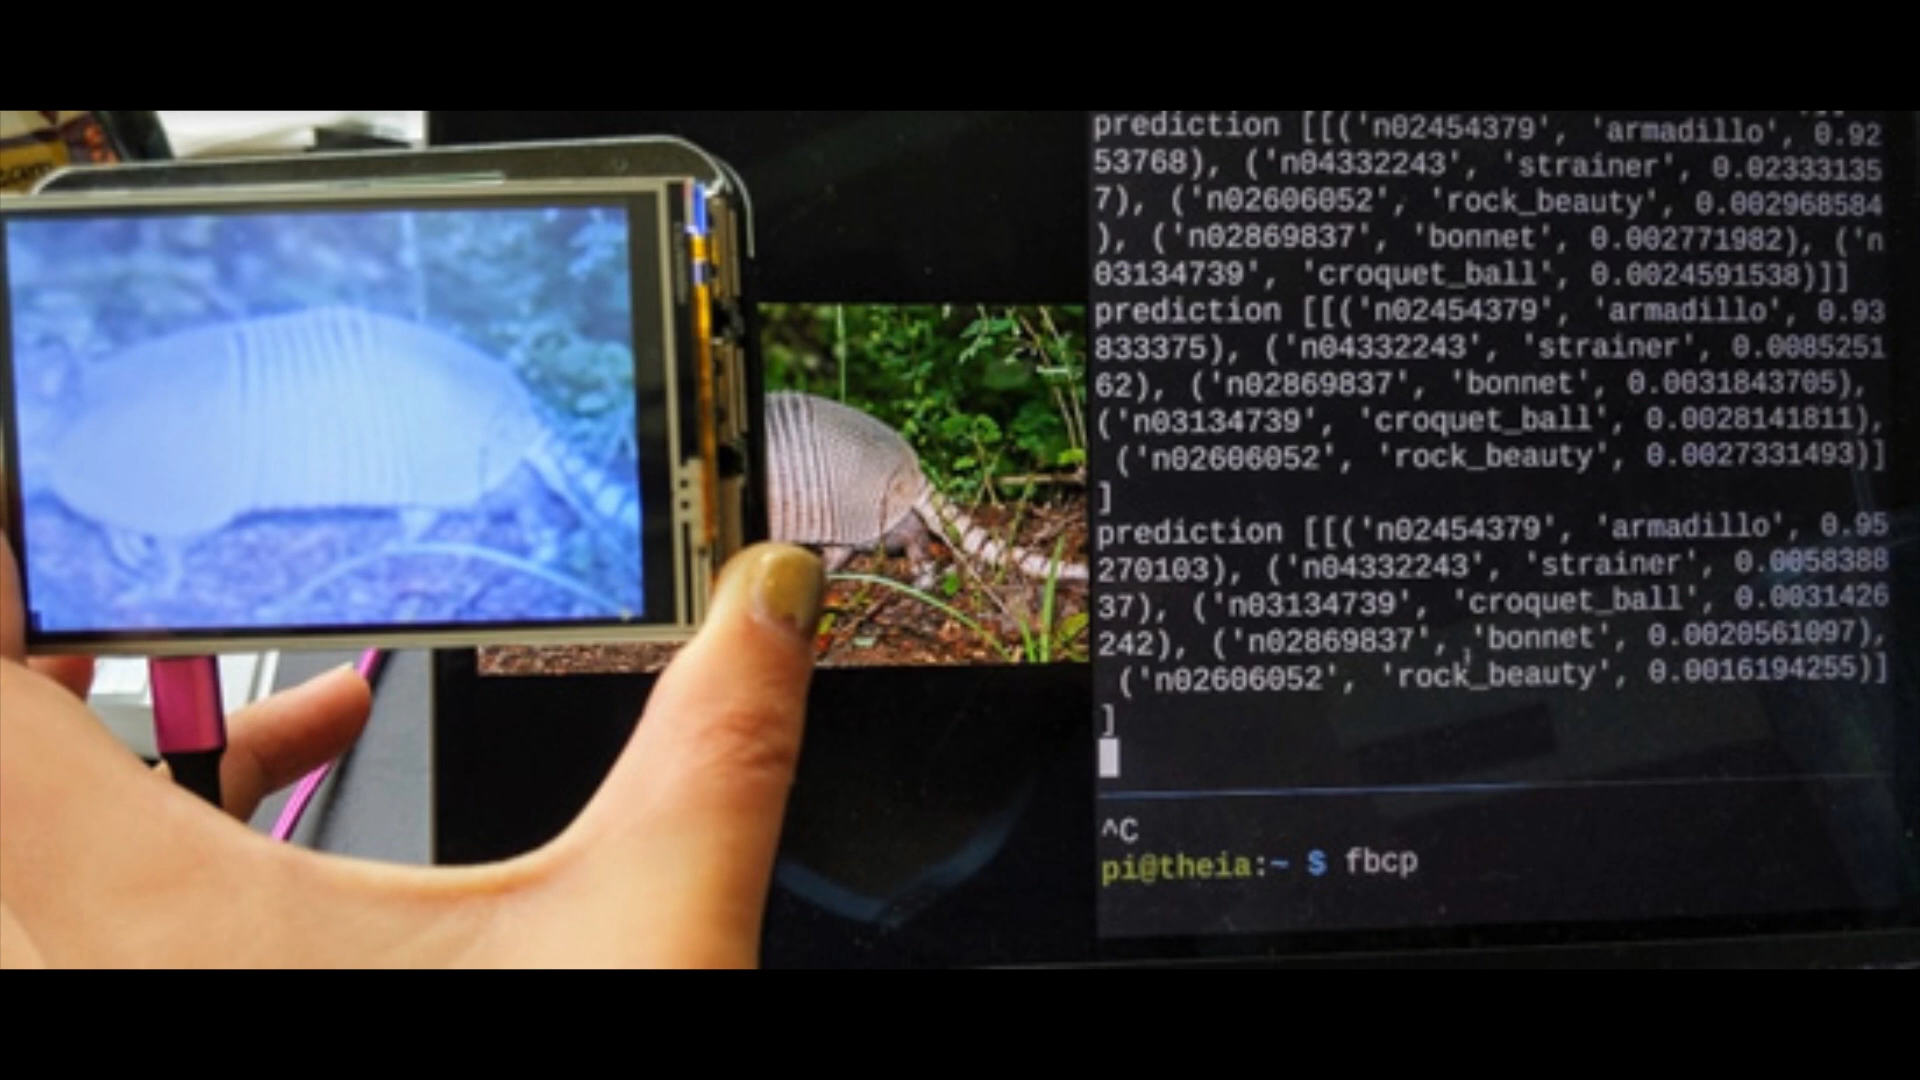 prediction [[('n02454379', 'armadillo', 0.92
53768), ('n04332243', 'strainer', 0.02333135
7), ('n02606052', 'rock_beauty', 0.002968584
), ('n02869837', 'bonnet', 0.002771982), ('n
03134739', 'croquet_ball', 0.0024591538)]]
prediction [[('n02454379', 'armadillo', 0.93
833375), ('n04332243', 'strainer', 0.0085251
62), ('n02869837', 'bonnet', 0.0031843705),
('n03134739', 'croquet_ball', 0.0028141811),
('n02606052', 'rock_beauty', 0.0027331493)]
]
prediction [[('n02454379', 'armadillo', 0.95
270103), ('n04332243', 'strainer', 0.0058388
37), ('n03134739', 'croquet_ball', 0.0031426
242), ('n02869837', 'bonnet', 0.0020561097),
('n02606052', 'rock_beauty', 0.0016194255)]
]
^C
pi@theia:~ $ fbcp